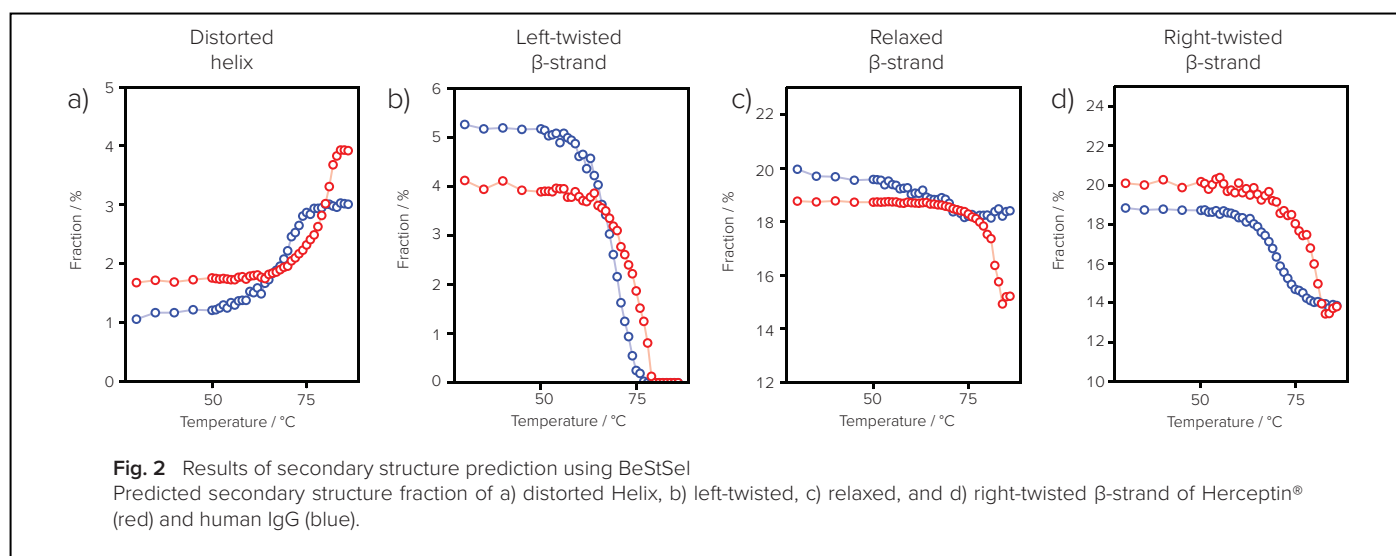 Distorted
helix
Left-twisted
β-strand
Relaxed
β-strand
Right-twisted
β-strand
a)
Fraction / %
5
4
3
2
1
0
50
75
Temperature / °C
b)
Fraction / %
6
5
4
3
2
1
0
50
75
Temperature / °C
c)
Fraction / %
22
20
18
16
14
12
50
75
Temperature / °C
d)
Fraction / %
24
22
20
18
16
14
12
10
50
75
Temperature / °C
Fig. 2 Results of secondary structure prediction using BeStSel
Predicted secondary structure fraction of a) distorted Helix, b) left-twisted, c) relaxed, and d) right-twisted β-strand of Herceptin®
(red) and human IgG (blue).